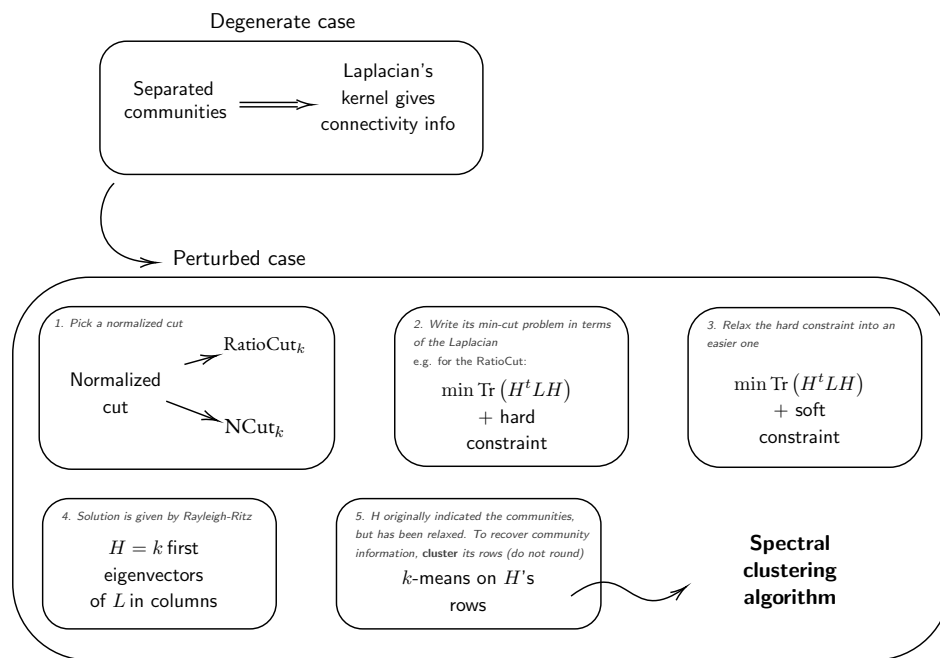 Degenerate case
Separated
communities
Laplacian's
kernel gives
connectivity info
Perturbed case
1. Pick a normalized cut
Normalized
cut
RatioCutₖ
NCutₖ
2. Write its min-cut problem in terms
of the Laplacian
e.g. for the RatioCut:
min Tr (HᵗLH)
+ hard
constraint
3. Relax the hard constraint into an
easier one
min Tr (HᵗLH)
+ soft
constraint
4. Solution is given by Rayleigh-Ritz
H = k first
eigenvectors
of L in columns
5. H originally indicated the communities,
but has been relaxed. To recover community
information, cluster its rows (do not round)
k-means on H's
rows
Spectral
clustering
algorithm